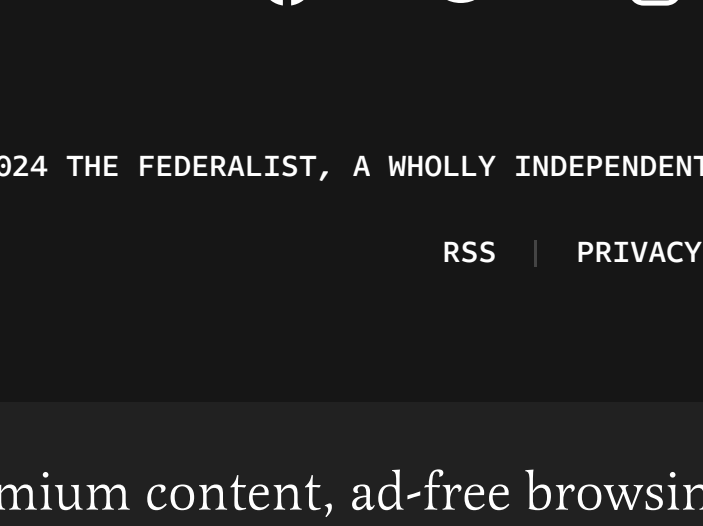 024 THE FEDERALIST, A WHOLLY INDEPENDENT
RSS | PRIVACY
mium content, ad-free browsin